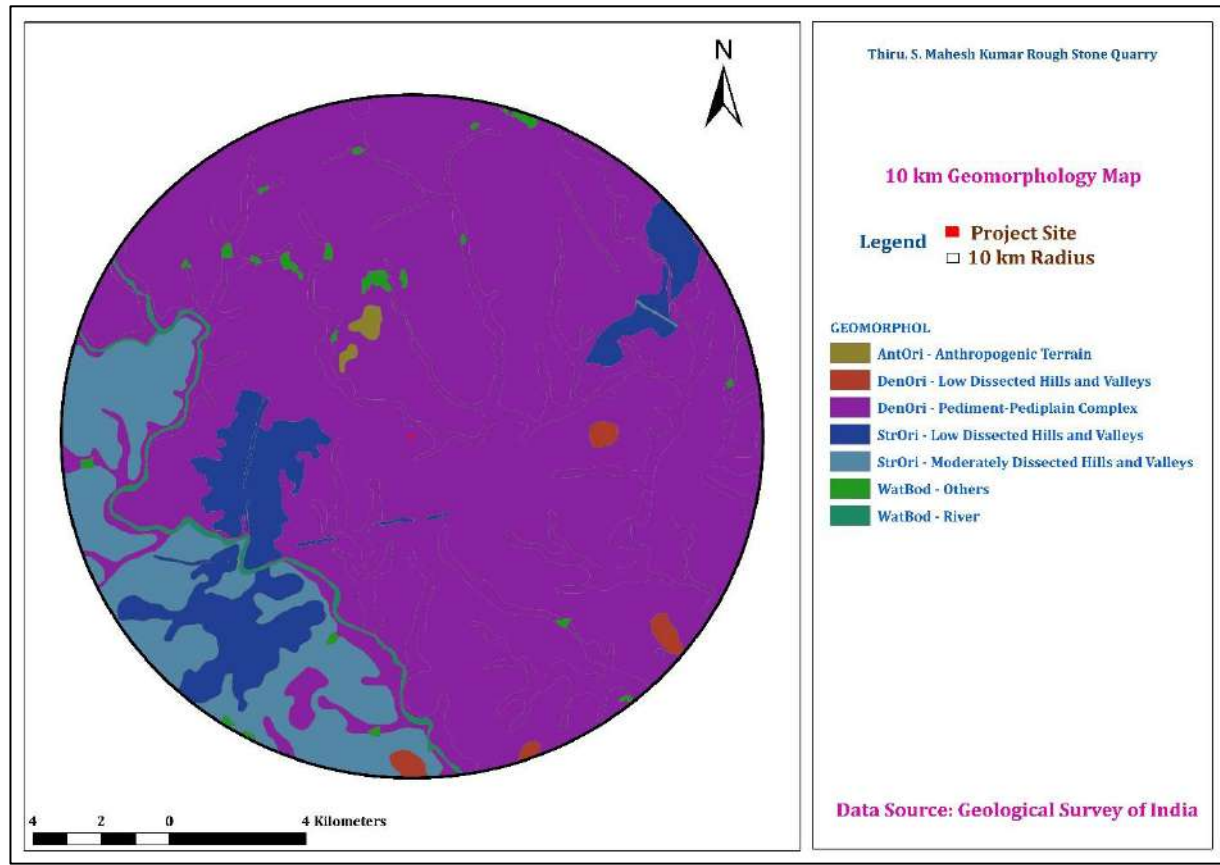 N
4 2 0 4 Kilometers
Thiru. S. Mahesh Kumar Rough Stone Quarry
10 km Geomorphology Map
Legend
Project Site
10 km Radius
GEOMORPHOL
AntOri - Anthropogenic Terrain
DenOri - Low Dissected Hills and Valleys
DenOri - Pediment-Pediplain Complex
StrOri - Low Dissected Hills and Valleys
StrOri - Moderately Dissected Hills and Valleys
WatBod - Others
WatBod - River
Data Source: Geological Survey of India